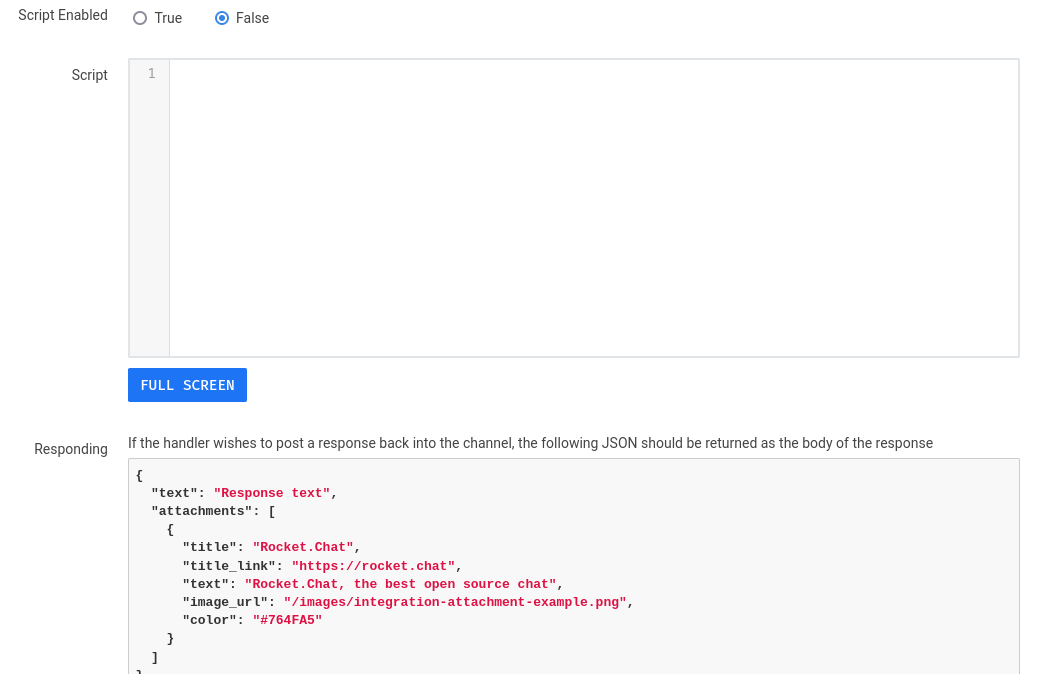 Script Enabled True False
Script 1
FULL SCREEN
Responding If the handler wishes to post a response back into the channel, the following JSON should be returned as the body of the response
{
  "text": "Response text",
  "attachments": [
    {
      "title": "Rocket.Chat",
      "title_link": "https://rocket.chat",
      "text": "Rocket.Chat, the best open source chat",
      "image_url": "/images/integration-attachment-example.png",
      "color": "#764FA5"
    }
  ]
}